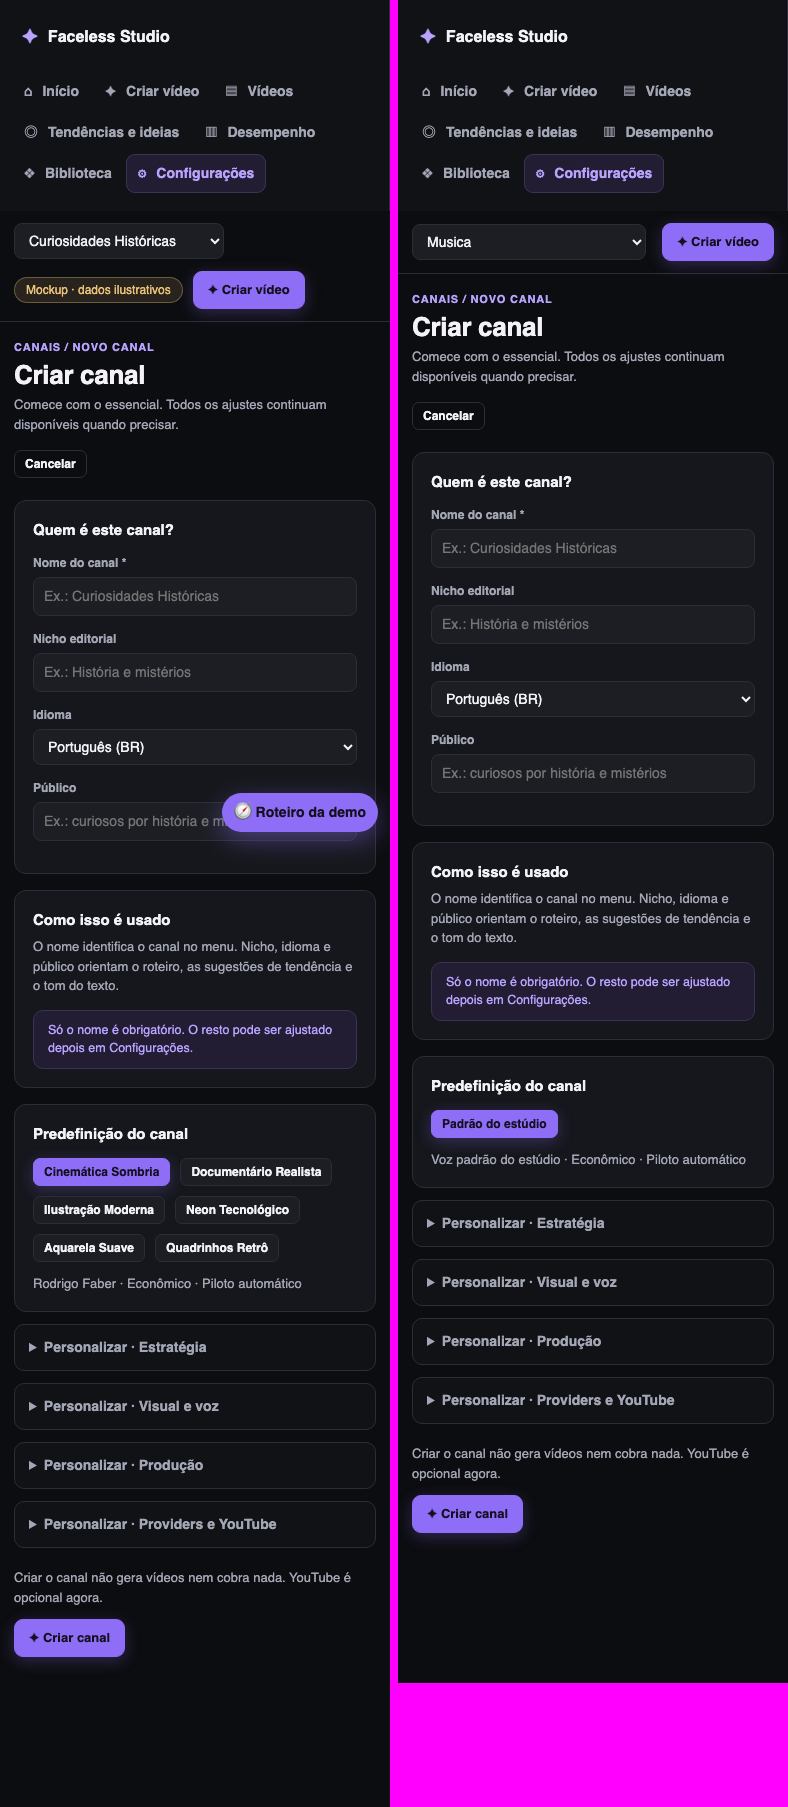 ✦ Faceless Studio
⌂ Início ✦ Criar vídeo ▤ Vídeos
◎ Tendências e ideias ▥ Desempenho
❖ Biblioteca ⚙ Configurações
Curiosidades Históricas
Mockup · dados ilustrativos ✦ Criar vídeo
CANAIS / NOVO CANAL
Criar canal
Comece com o essencial. Todos os ajustes continuam
disponíveis quando precisar.
Cancelar
Quem é este canal?
Nome do canal *
Ex.: Curiosidades Históricas
Nicho editorial
Ex.: História e mistérios
Idioma
Português (BR)
Público
Ex.: curiosos por história e m
🧭 Roteiro da demo
Como isso é usado
O nome identifica o canal no menu. Nicho, idioma e
público orientam o roteiro, as sugestões de tendência e
o tom do texto.
Só o nome é obrigatório. O resto pode ser ajustado
depois em Configurações.
Predefinição do canal
Cinemática Sombria Documentário Realista
Ilustração Moderna Neon Tecnológico
Aquarela Suave Quadrinhos Retrô
Rodrigo Faber · Econômico · Piloto automático
▶ Personalizar · Estratégia
▶ Personalizar · Visual e voz
▶ Personalizar · Produção
▶ Personalizar · Providers e YouTube
Criar o canal não gera vídeos nem cobra nada. YouTube é
opcional agora.
✦ Criar canal
✦ Faceless Studio
⌂ Início ✦ Criar vídeo ▤ Vídeos
◎ Tendências e ideias ▥ Desempenho
❖ Biblioteca ⚙ Configurações
Musica ✦ Criar vídeo
CANAIS / NOVO CANAL
Criar canal
Comece com o essencial. Todos os ajustes continuam
disponíveis quando precisar.
Cancelar
Quem é este canal?
Nome do canal *
Ex.: Curiosidades Históricas
Nicho editorial
Ex.: História e mistérios
Idioma
Português (BR)
Público
Ex.: curiosos por história e mistérios
Como isso é usado
O nome identifica o canal no menu. Nicho, idioma e
público orientam o roteiro, as sugestões de tendência e
o tom do texto.
Só o nome é obrigatório. O resto pode ser ajustado
depois em Configurações.
Predefinição do canal
Padrão do estúdio
Voz padrão do estúdio · Econômico · Piloto automático
▶ Personalizar · Estratégia
▶ Personalizar · Visual e voz
▶ Personalizar · Produção
▶ Personalizar · Providers e YouTube
Criar o canal não gera vídeos nem cobra nada. YouTube é
opcional agora.
✦ Criar canal